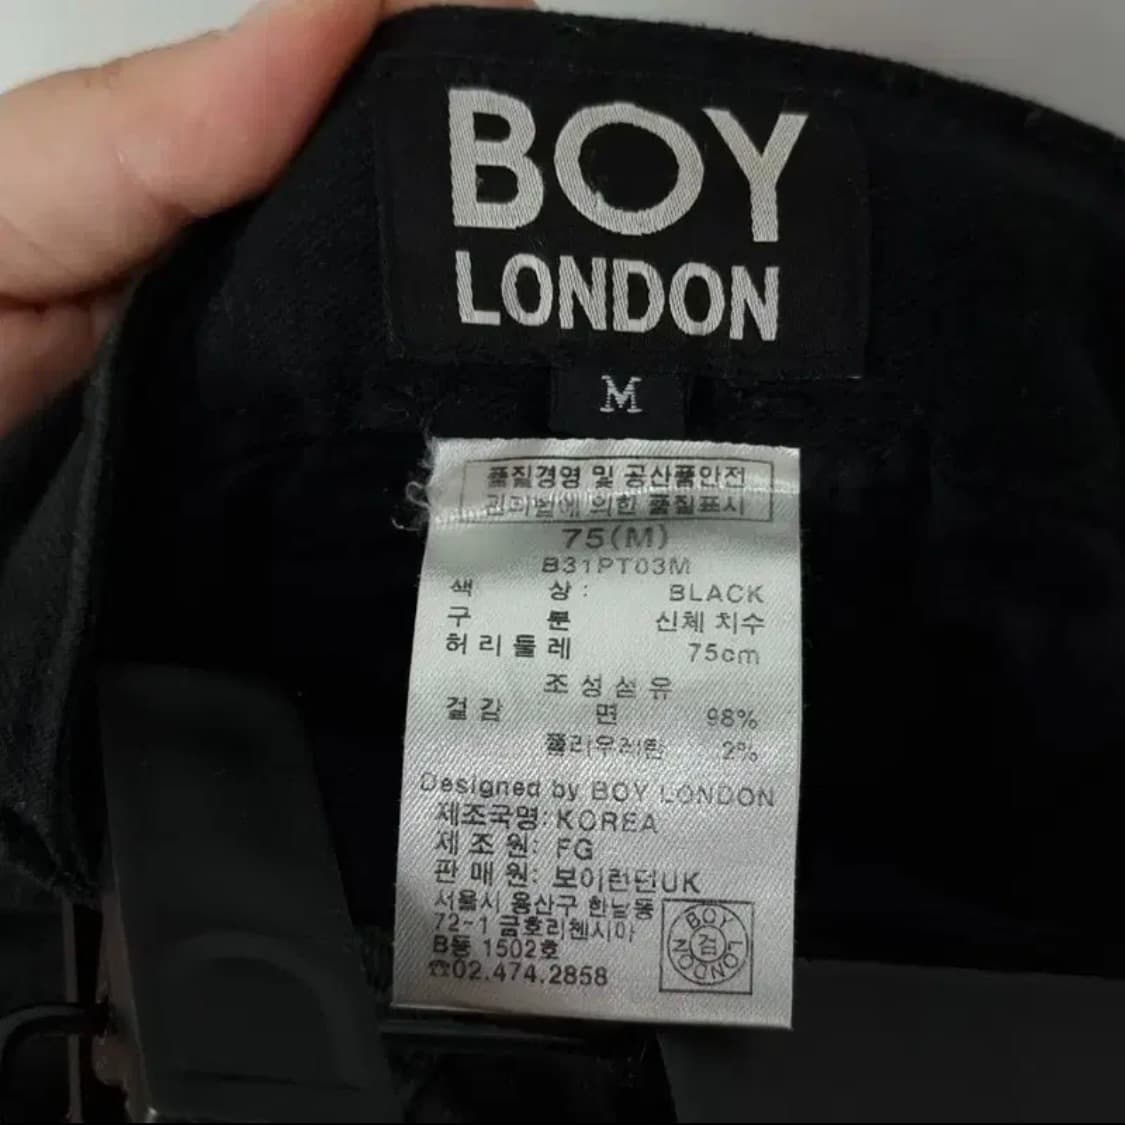 BOY
LONDON
M
품질경영 및 공산품안전
관리법에 의한 품질표시
75(M)
B31PT03M
색 상: BLACK
구 분 신체 치수
허리둘레 75cm
조성섬유
겉감 면 98%
폴리우레탄 2%
Designed by BOY LONDON
제조국명: KOREA
제 조 원: FG
판 매 원: 보이런던UK
서울시 용산구 한남동
72-1 금호리첸시아
B동 1502호
☎02.474.2858
BOY LONDON
검